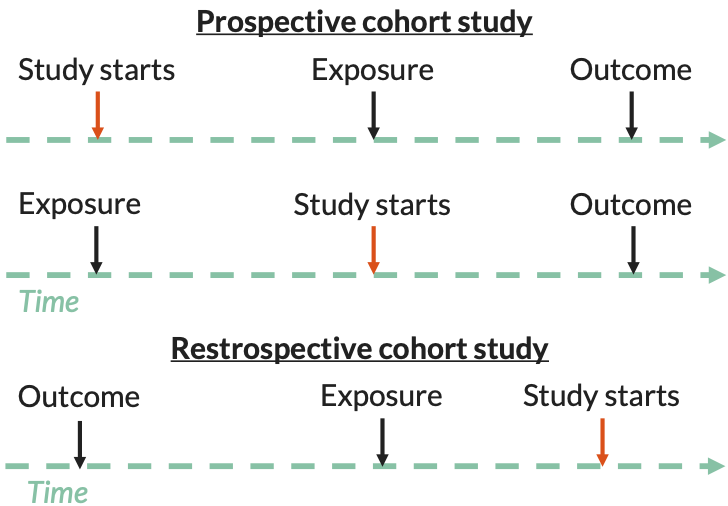 Prospective cohort study
Study starts Exposure Outcome
Exposure Study starts Outcome
Time
Restrospective cohort study
Outcome Exposure Study starts
Time